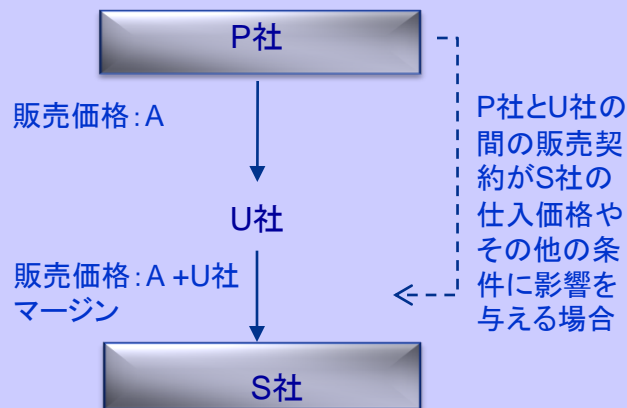 P社
販売価格：A
P社とU社の
間の販売契
約がS社の
仕入価格や
その他の条
件に影響を
与える場合
U社
販売価格：A +U社
マージン
S社